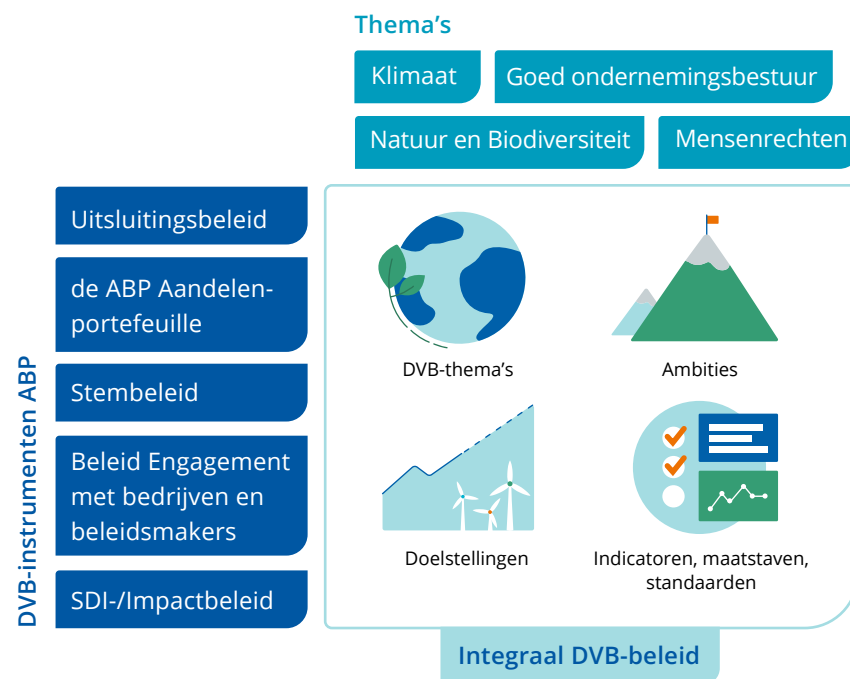 Thema's
Klimaat
Goed ondernemingsbestuur
Natuur en Biodiversiteit
Mensenrechten
DVB-instrumenten ABP
Uitsluitingsbeleid
de ABP Aandelen-
portefeuille
Stembeleid
Beleid Engagement
met bedrijven en
beleidsmakers
SDI-/Impactbeleid
DVB-thema's
Ambities
Doelstellingen
Indicatoren, maatstaven,
standaarden
Integraal DVB-beleid